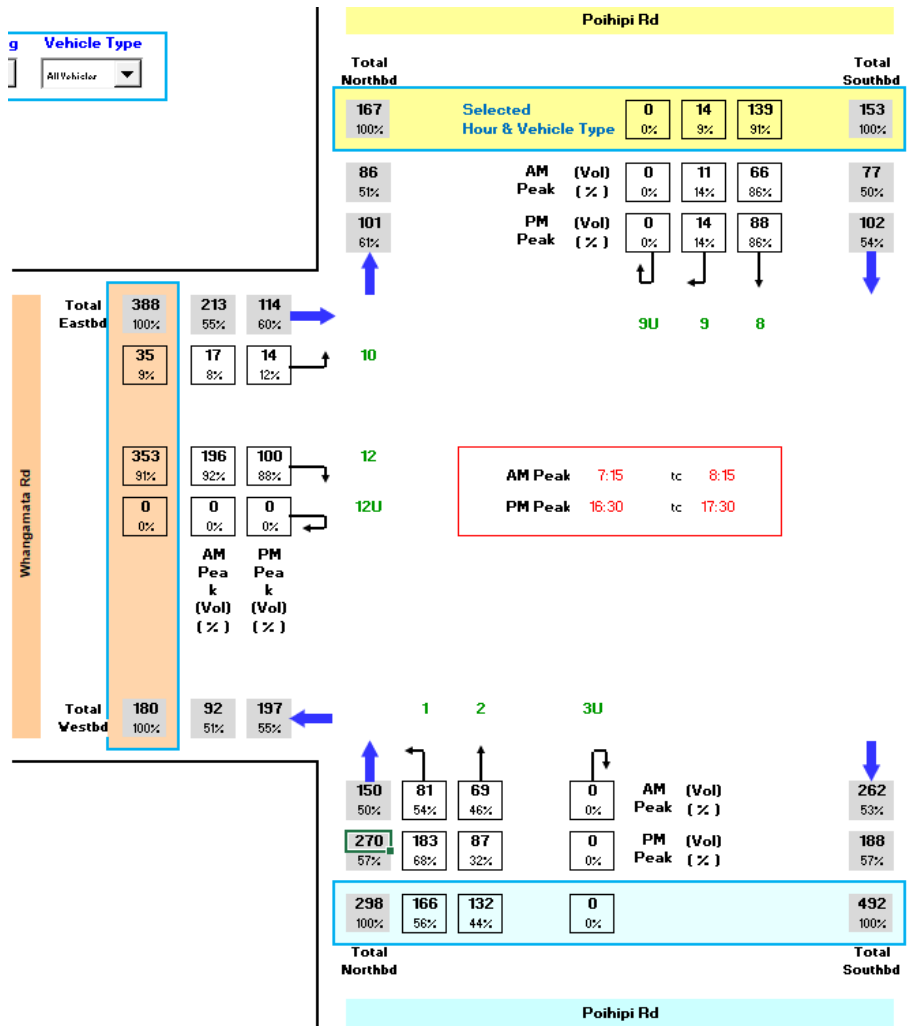 Poihipi Rd
g Vehicle Type
All Vehicles
Total Northbd
Total Southbd
167 Selected 0 14 139 153
100% Hour & Vehicle Type 0% 9% 91% 100%
86 AM (Vol) 0 11 66 77
51% Peak (%) 0% 14% 86% 50%
101 PM (Vol) 0 14 88 102
61% Peak (%) 0% 14% 86% 54%
Total 388 213 114
Eastbd 100% 55% 60%
9U 9 8
35 17 14 10
9% 8% 12%
353 196 100 12
91% 92% 88%
AM Peak 7:15 tc 8:15
0 0 0 12U
0% 0% 0%
PM Peak 16:30 tc 17:30
Whangamata Rd
AM PM
Pea Pea
k k
(Vol) (Vol)
(%) (%)
Total 180 92 197 1 2 3U
Westbd 100% 51% 55%
150 81 69 0 AM (Vol) 262
50% 54% 46% 0% Peak (%) 53%
270 183 87 0 PM (Vol) 188
57% 68% 32% 0% Peak (%) 57%
298 166 132 0 492
100% 56% 44% 0% 100%
Total Total
Northbd Southbd
Poihipi Rd